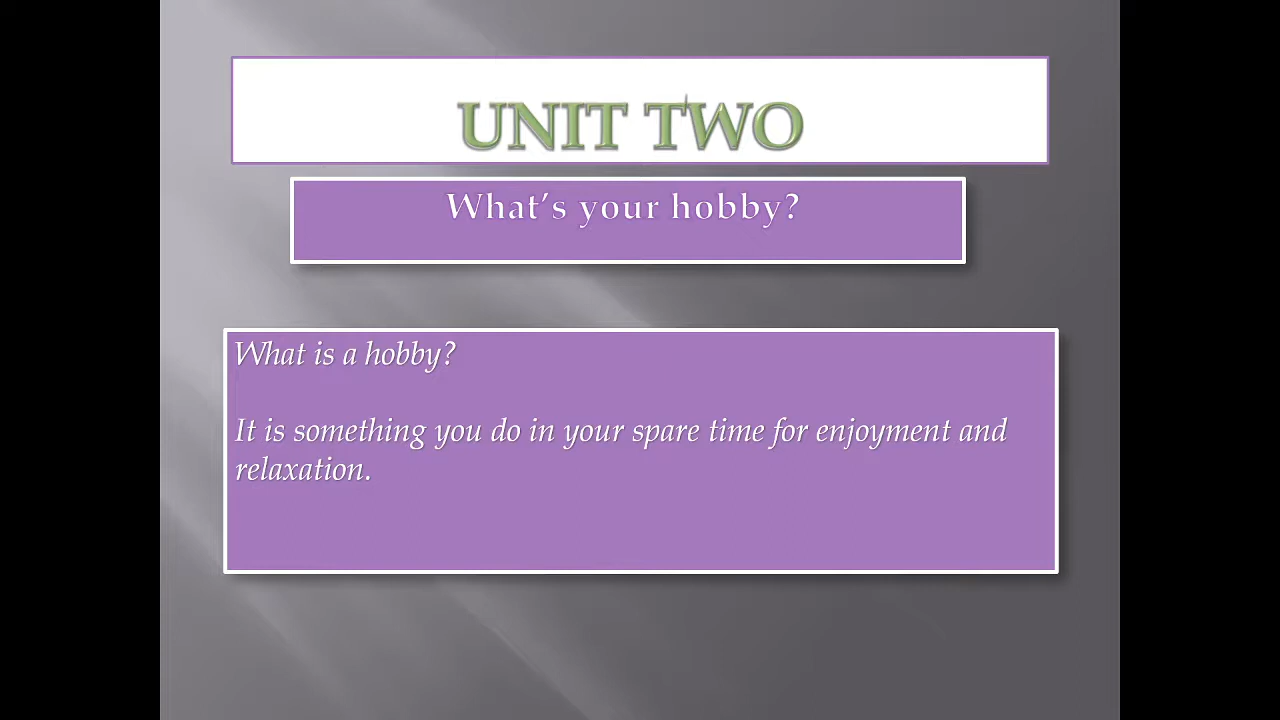 UNIT TWO
What’s your hobby?
What is a hobby?
It is something you do in your spare time for enjoyment and
relaxation.